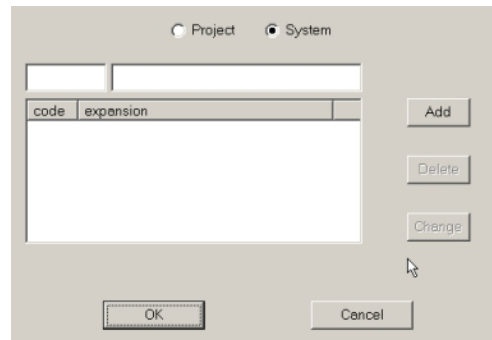 Project System
code expansion
Add
Delete
Change
OK Cancel